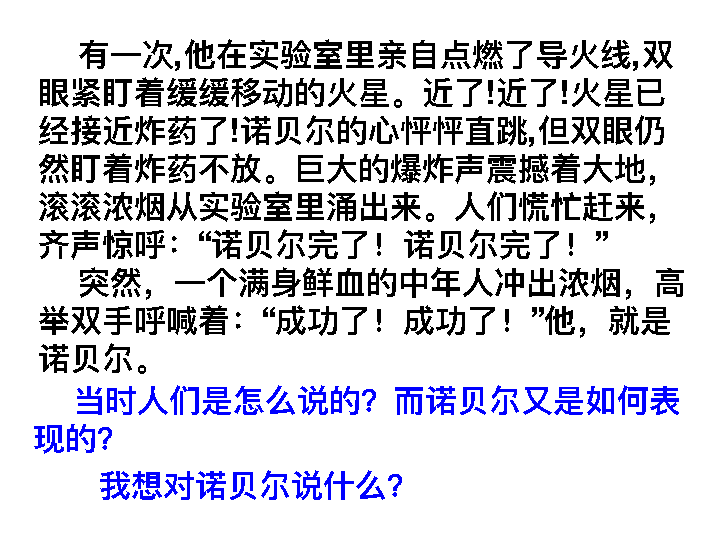 有一次,他在实验室里亲自点燃了导火线,双
眼紧盯着缓缓移动的火星。近了!近了!火星已
经接近炸药了!诺贝尔的心怦怦直跳,但双眼仍
然盯着炸药不放。巨大的爆炸声震撼着大地，
滚滚浓烟从实验室里涌出来。人们慌忙赶来，
齐声惊呼：“诺贝尔完了！诺贝尔完了！”
突然，一个满身鲜血的中年人冲出浓烟，高
举双手呼喊着：“成功了！成功了！”他，就是
诺贝尔。
当时人们是怎么说的？而诺贝尔又是如何表
现的？
我想对诺贝尔说什么？